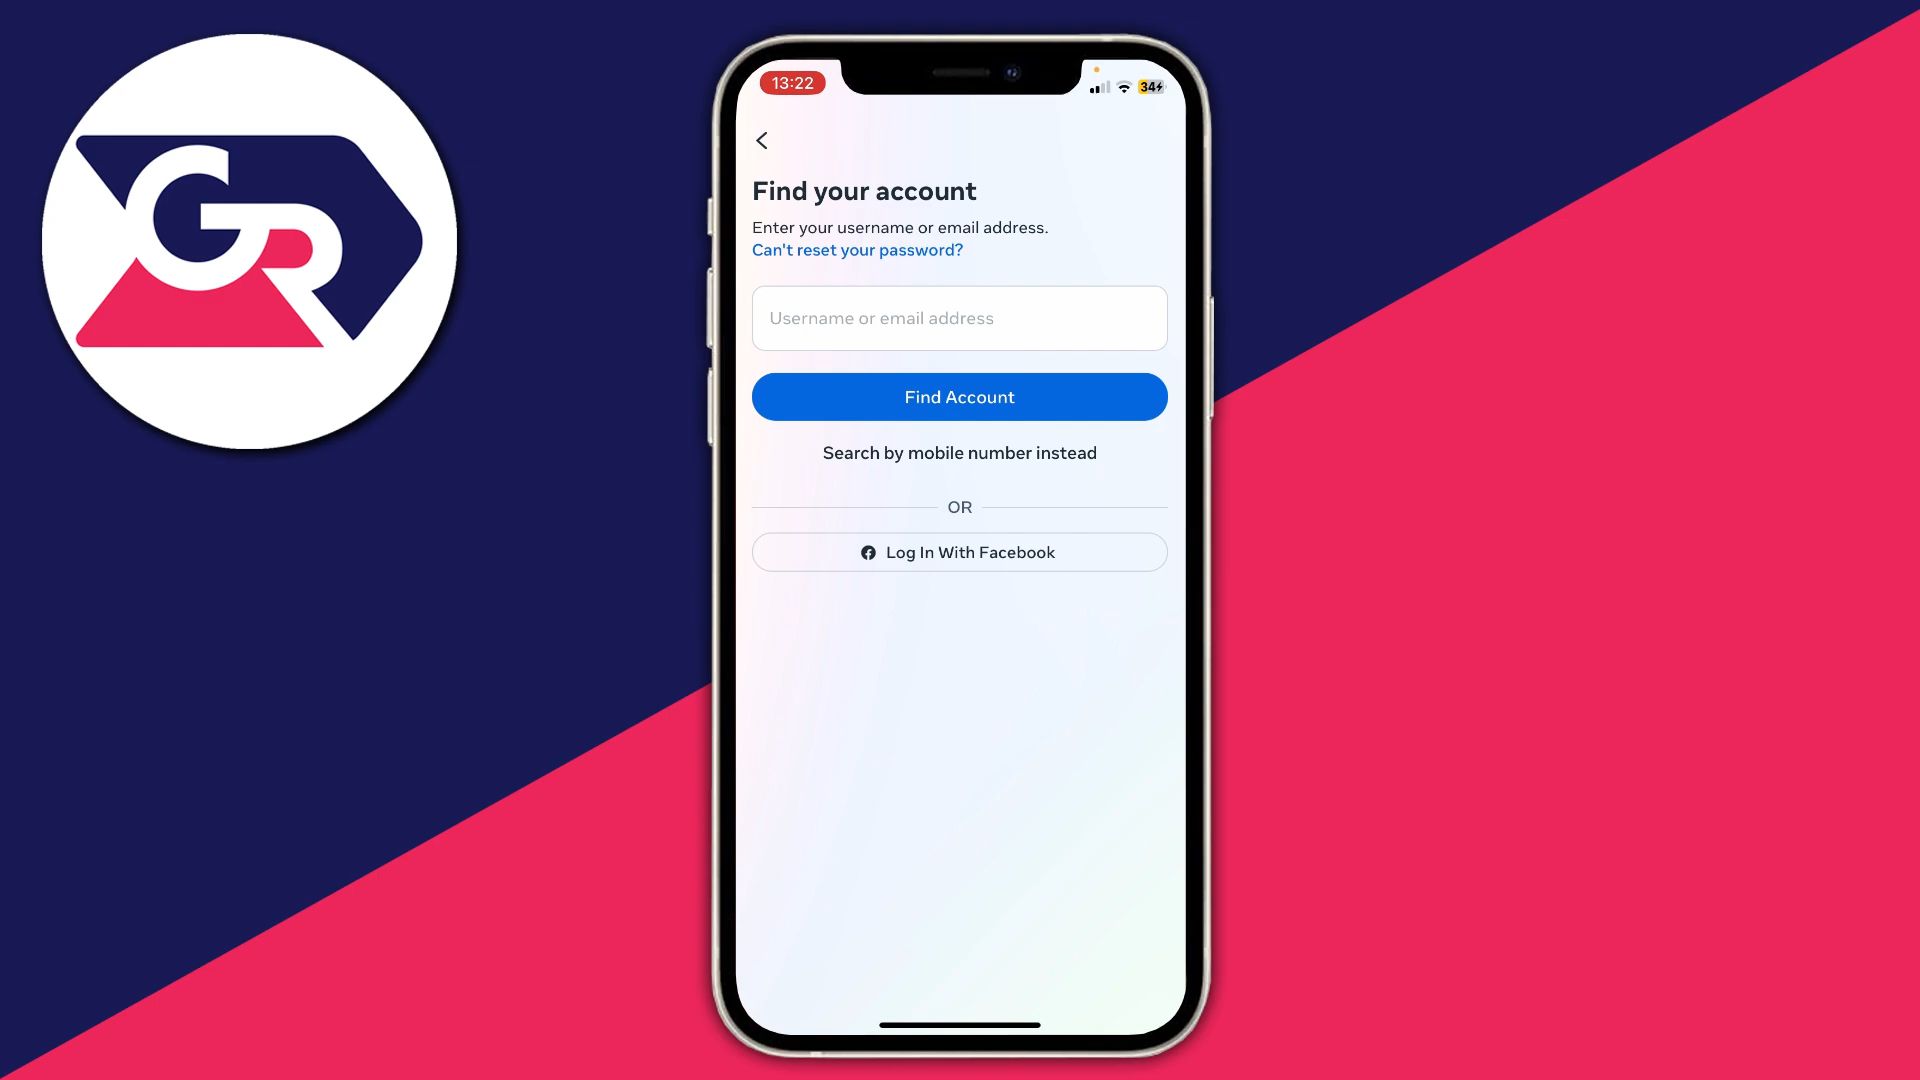 GR
13:22
34
Find your account
Enter your username or email address.
Can't reset your password?
Username or email address
Find Account
Search by mobile number instead
OR
Log In With Facebook